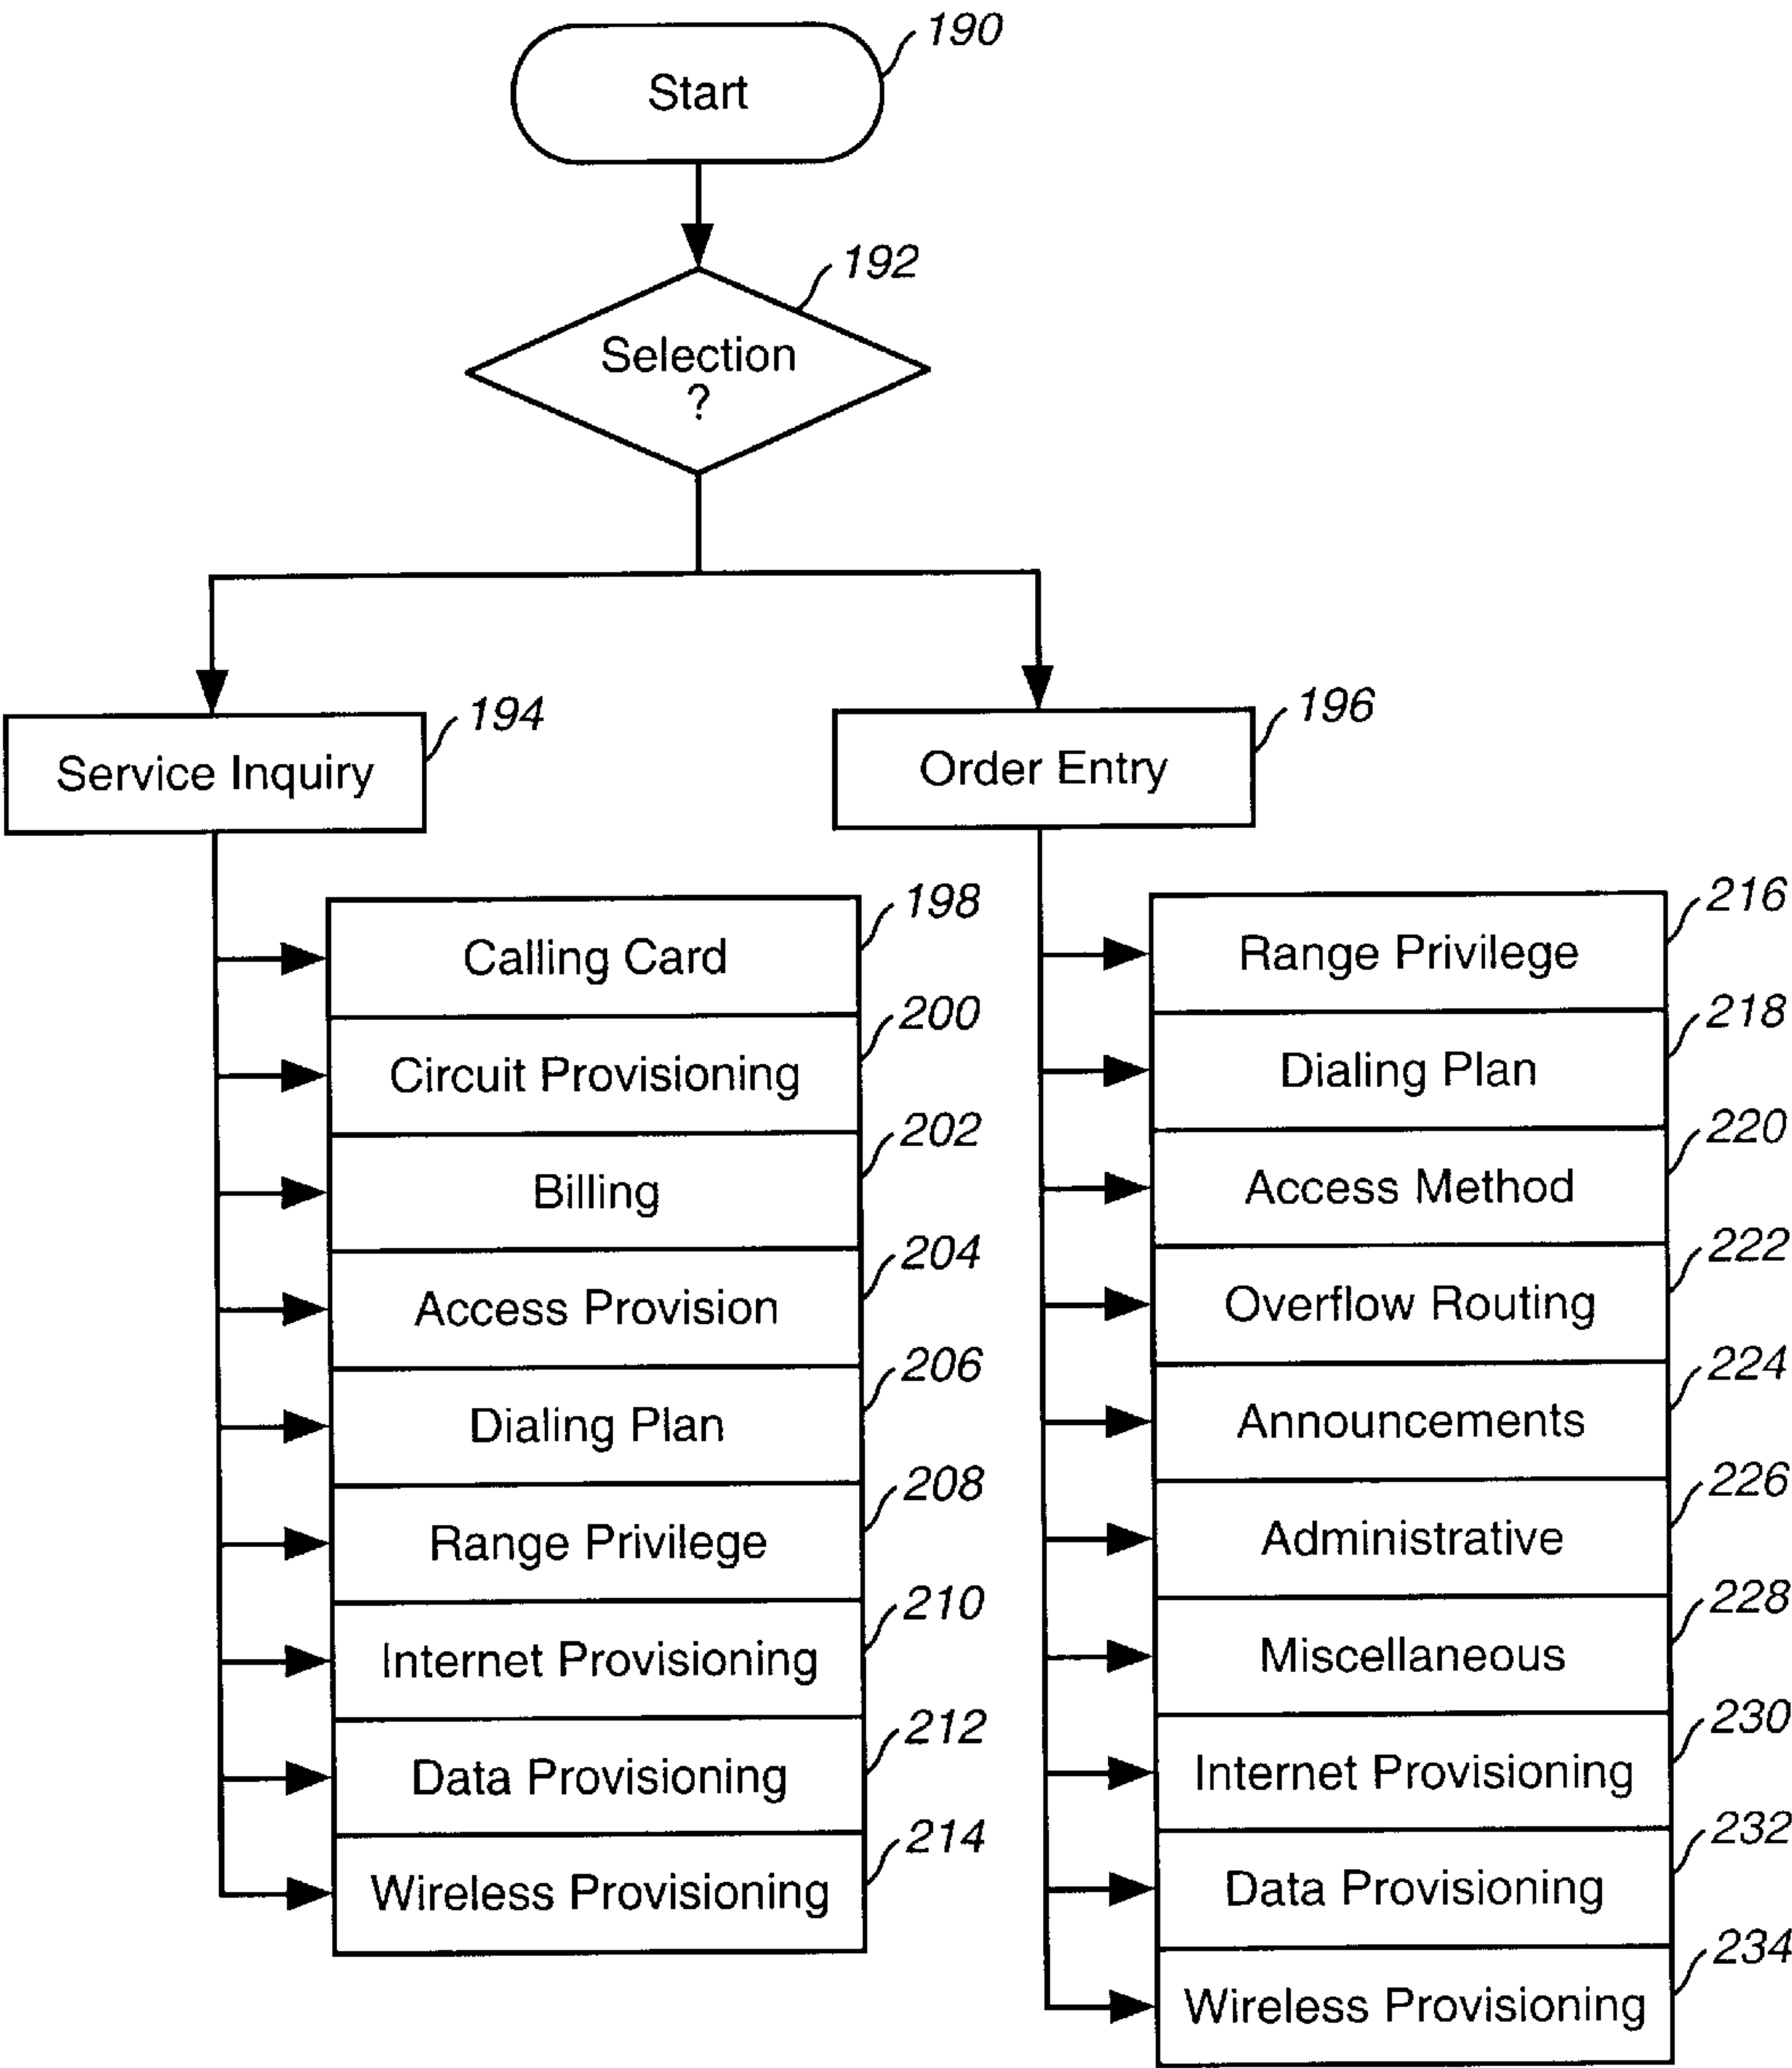 190
Start
192
Selection
?
194
Service Inquiry
196
Order Entry
198
Calling Card
200
Circuit Provisioning
202
Billing
204
Access Provision
206
Dialing Plan
208
Range Privilege
210
Internet Provisioning
212
Data Provisioning
214
Wireless Provisioning
216
Range Privilege
218
Dialing Plan
220
Access Method
222
Overflow Routing
224
Announcements
226
Administrative
228
Miscellaneous
230
Internet Provisioning
232
Data Provisioning
234
Wireless Provisioning